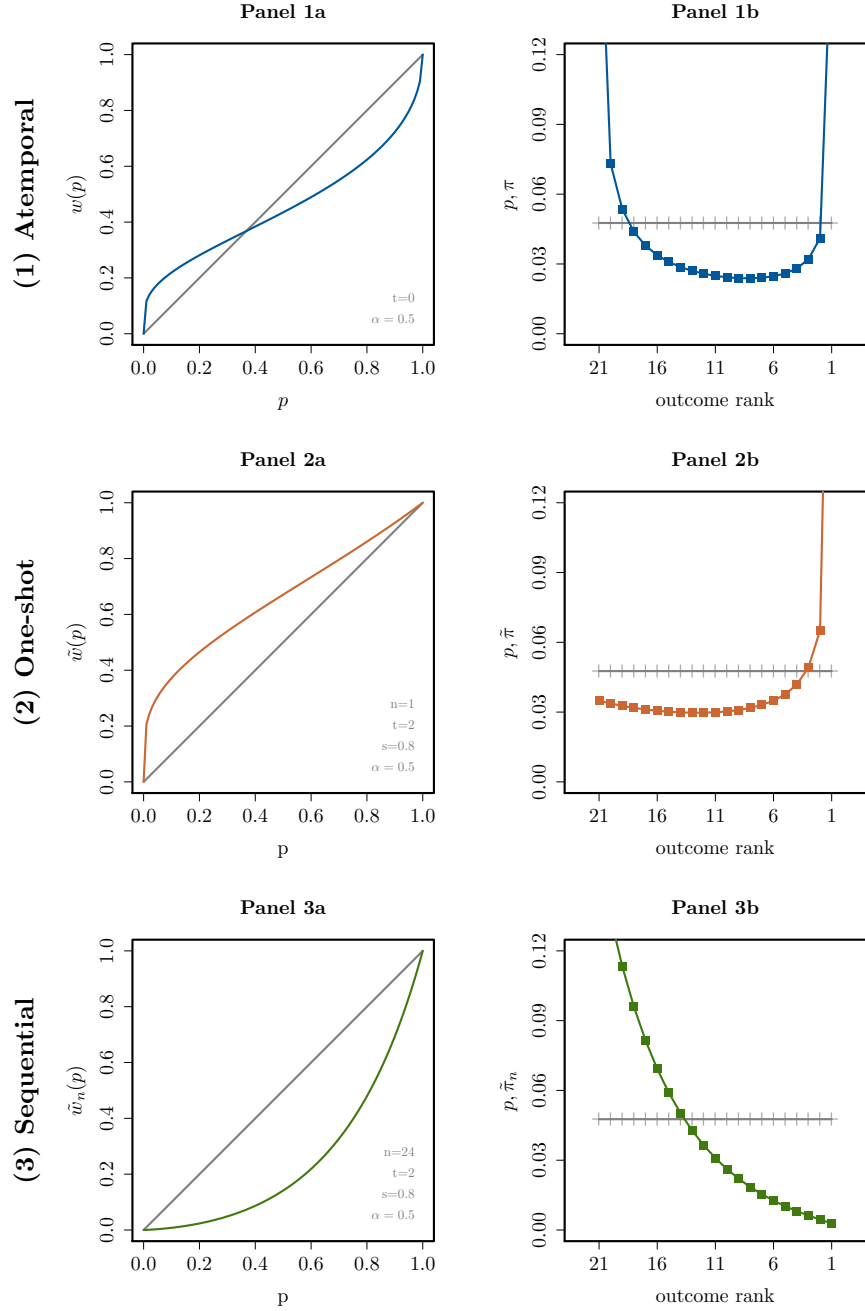 Panel 1a
Panel 1b
(1) Atemporal
w(p)
0.0 0.2 0.4 0.6 0.8 1.0
t=0
α = 0.5
0.0 0.2 0.4 0.6 0.8 1.0
p
p, π
0.00 0.03 0.06 0.09 0.12
21 16 11 6 1
outcome rank
Panel 2a
Panel 2b
(2) One-shot
w̃(p)
0.0 0.2 0.4 0.6 0.8 1.0
n=1
t=2
s=0.8
α = 0.5
0.0 0.2 0.4 0.6 0.8 1.0
p
p, π̃
0.00 0.03 0.06 0.09 0.12
21 16 11 6 1
outcome rank
Panel 3a
Panel 3b
(3) Sequential
w̃ₙ(p)
0.0 0.2 0.4 0.6 0.8 1.0
n=24
t=2
s=0.8
α = 0.5
0.0 0.2 0.4 0.6 0.8 1.0
p
p, π̃ₙ
0.00 0.03 0.06 0.09 0.12
21 16 11 6 1
outcome rank